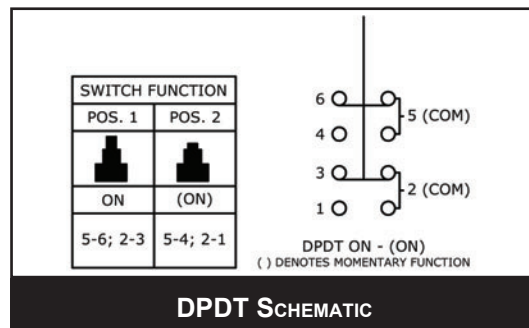 SWITCH FUNCTION
POS. 1 POS. 2
ON (ON)
5-6; 2-3 5-4; 2-1
6
5 (COM)
4
3
2 (COM)
1
DPDT ON - (ON)
( ) DENOTES MOMENTARY FUNCTION
DPDT SCHEMATIC